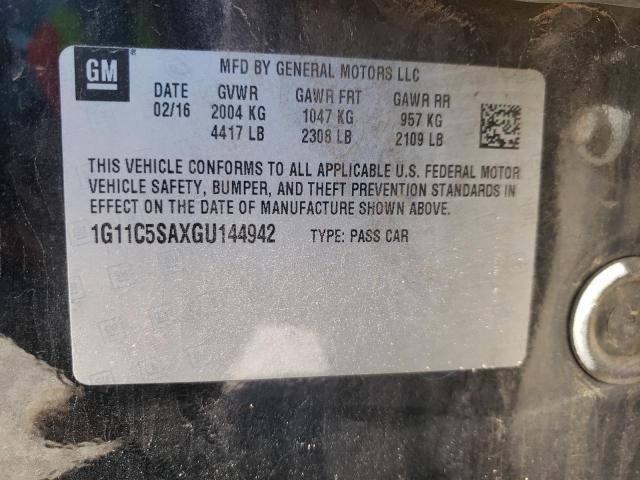 GM
MFD BY GENERAL MOTORS LLC
DATE GVWR GAWR FRT GAWR RR
02/16 2004 KG 1047 KG 957 KG
4417 LB 2308 LB 2109 LB
THIS VEHICLE CONFORMS TO ALL APPLICABLE U.S. FEDERAL MOTOR
VEHICLE SAFETY, BUMPER, AND THEFT PREVENTION STANDARDS IN
EFFECT ON THE DATE OF MANUFACTURE SHOWN ABOVE.
1G11C5SAXGU144942 TYPE: PASS CAR